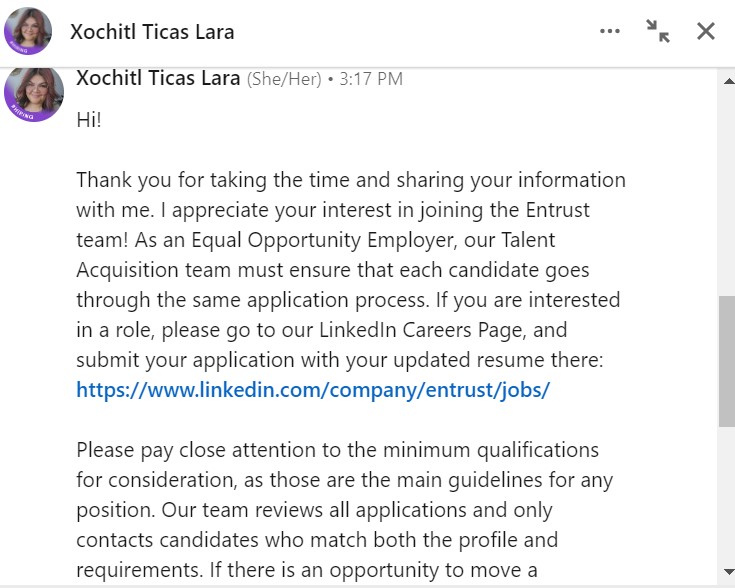 Xochitl Ticas Lara
Xochitl Ticas Lara (She/Her) • 3:17 PM
Hi!
Thank you for taking the time and sharing your information
with me. I appreciate your interest in joining the Entrust
team! As an Equal Opportunity Employer, our Talent
Acquisition team must ensure that each candidate goes
through the same application process. If you are interested
in a role, please go to our LinkedIn Careers Page, and
submit your application with your updated resume there:
https://www.linkedin.com/company/entrust/jobs/
Please pay close attention to the minimum qualifications
for consideration, as those are the main guidelines for any
position. Our team reviews all applications and only
contacts candidates who match both the profile and
requirements. If there is an opportunity to move a